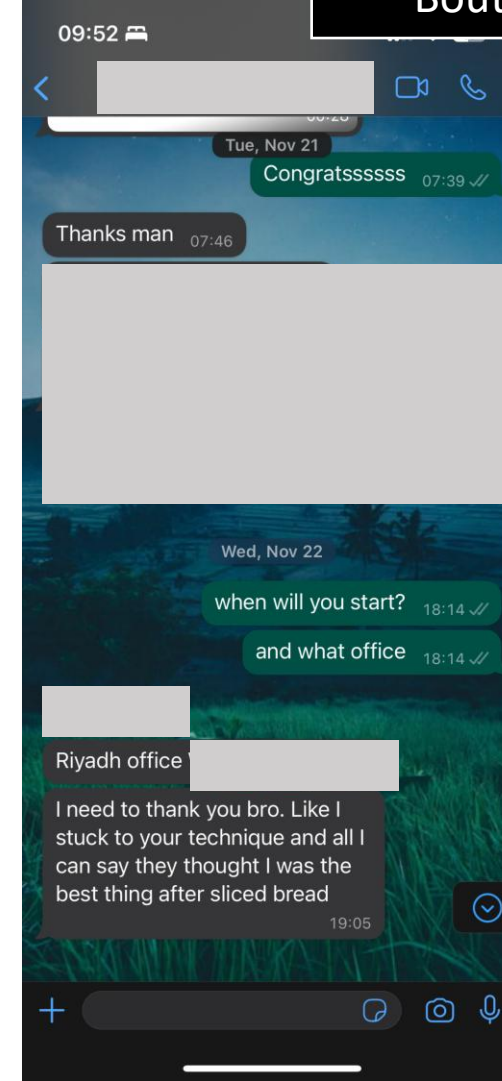 Bout
09:52
Tue, Nov 21
Congratssssss 07:39
Thanks man 07:46
Wed, Nov 22
when will you start? 18:14
and what office 18:14
Riyadh office
I need to thank you bro. Like I
stuck to your technique and all I
can say they thought I was the
best thing after sliced bread
19:05